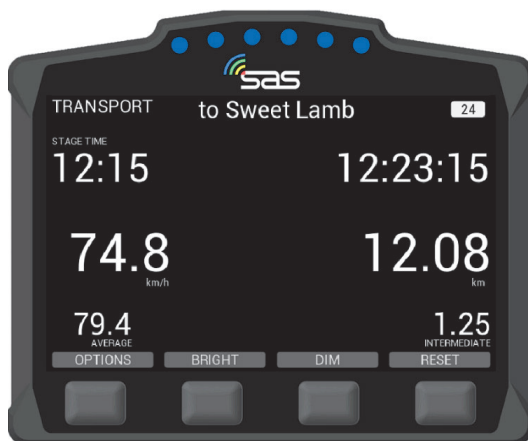 sas
TRANSPORT to Sweet Lamb 24
STAGE TIME
12:15 12:23:15
74.8 12.08
km/h km
79.4 1.25
AVERAGE INTERMEDIATE
OPTIONS BRIGHT DIM RESET